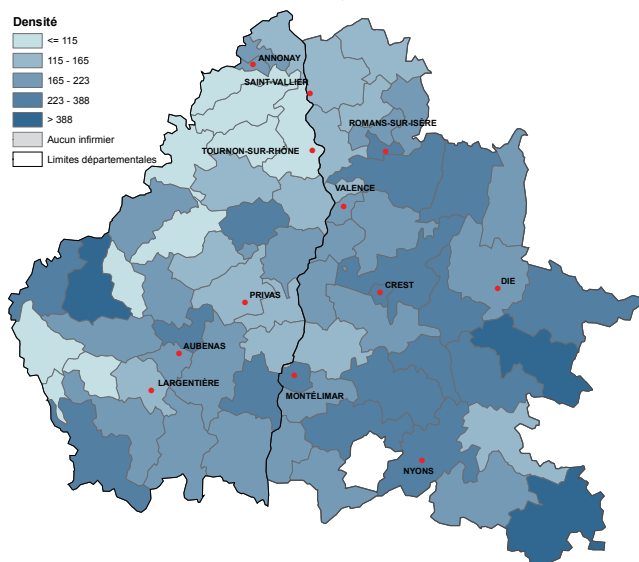 Densité
<= 115
115 - 165
165 - 223
223 - 388
> 388
Aucun infirmier
Limites départementales
ANNONAY
SAINT-VALLIER
ROMANS-SUR-ISÈRE
TOURNON-SUR-RHÔNE
VALENCE
DIE
CREST
PRIVAS
AUBENAS
LARGENTIÈRE
MONTÉLIMAR
NYONS